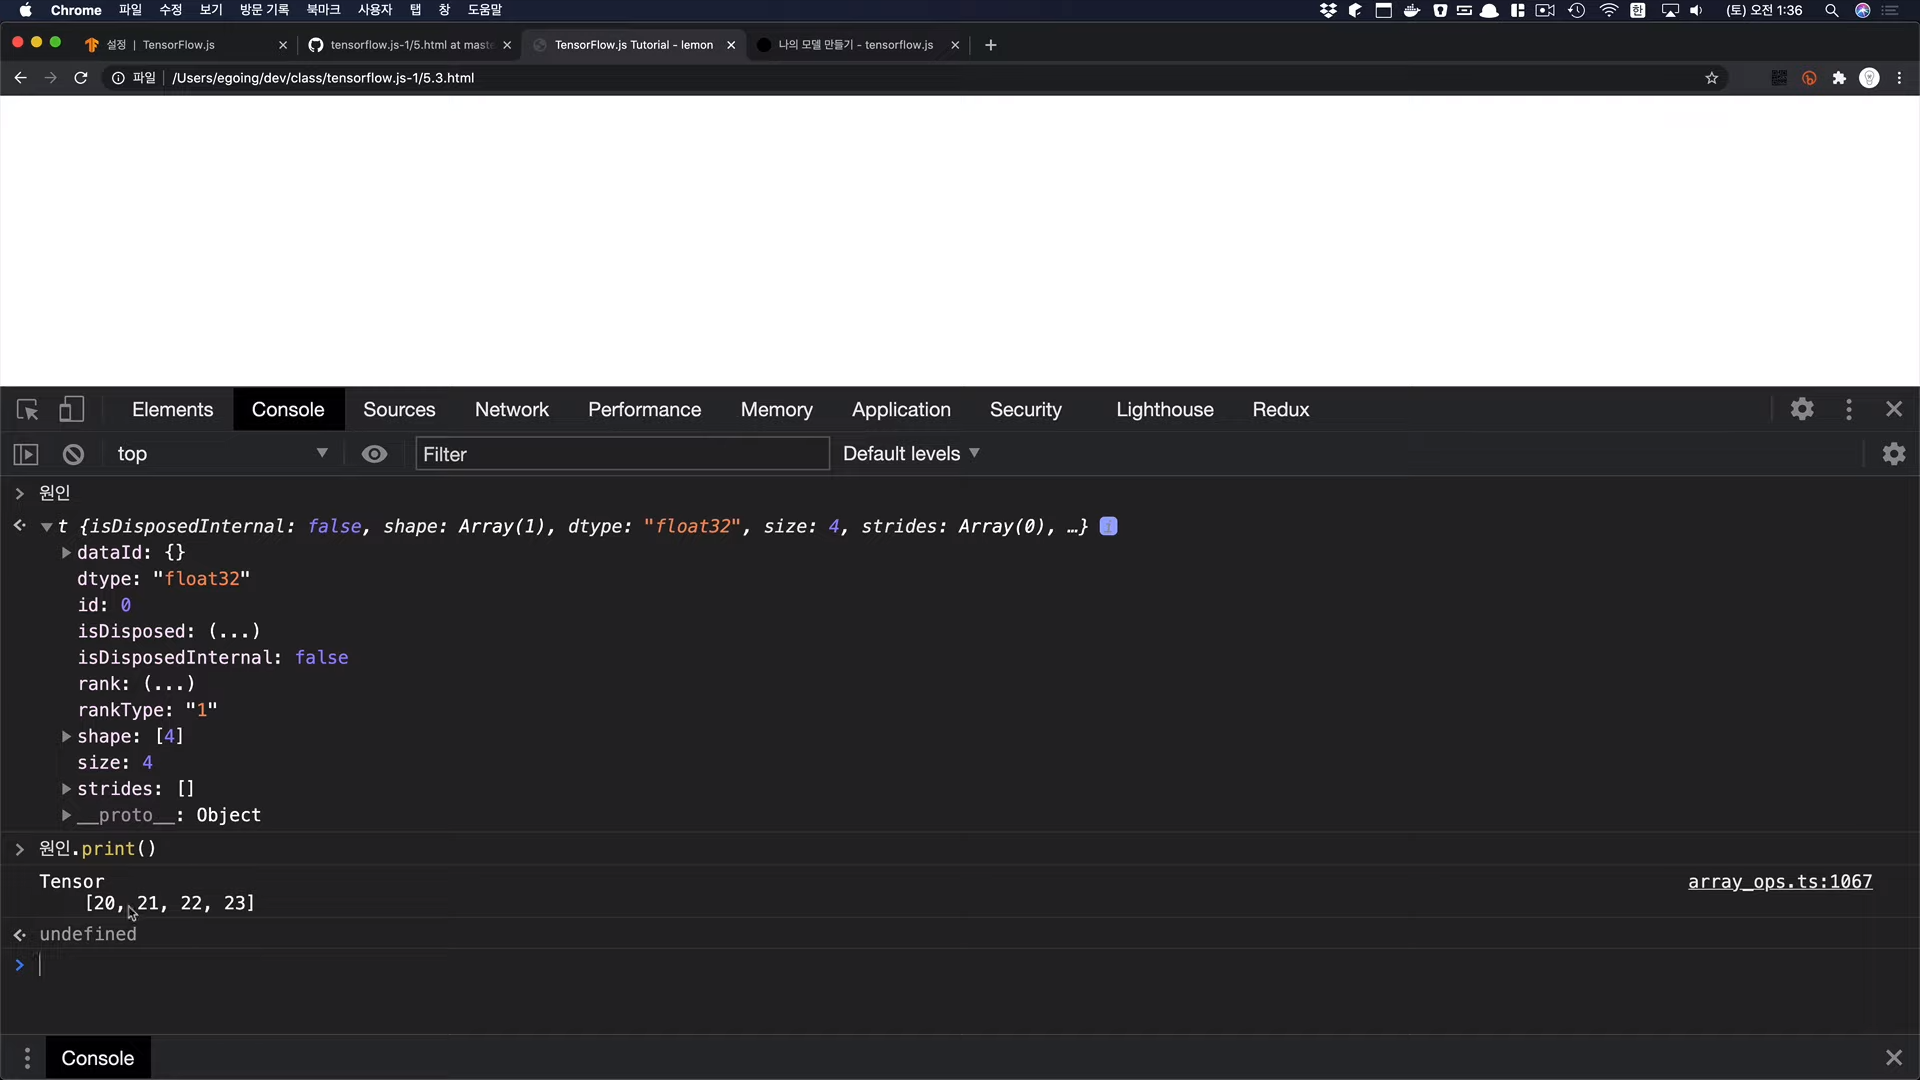 Chrome 파일 수정 보기 방문 기록 북마크 사용자 탭 창 도움말 한 (토) 오전 1:36
설정 | TensorFlow.js tensorflow.js-1/5.html at maste TensorFlow.js Tutorial - lemon 나의 모델 만들기 - tensorflow.js
파일 /Users/egoing/dev/class/tensorflow.js-1/5.3.html
Elements Console Sources Network Performance Memory Application Security Lighthouse Redux
top Filter Default levels
원인
t {isDisposedInternal: false, shape: Array(1), dtype: "float32", size: 4, strides: Array(0), …} i
dataId: {}
dtype: "float32"
id: 0
isDisposed: (...)
isDisposedInternal: false
rank: (...)
rankType: "1"
shape: [4]
size: 4
strides: []
__proto__: Object
원인.print()
Tensor array_ops.ts:1067
[20, 21, 22, 23]
undefined
Console